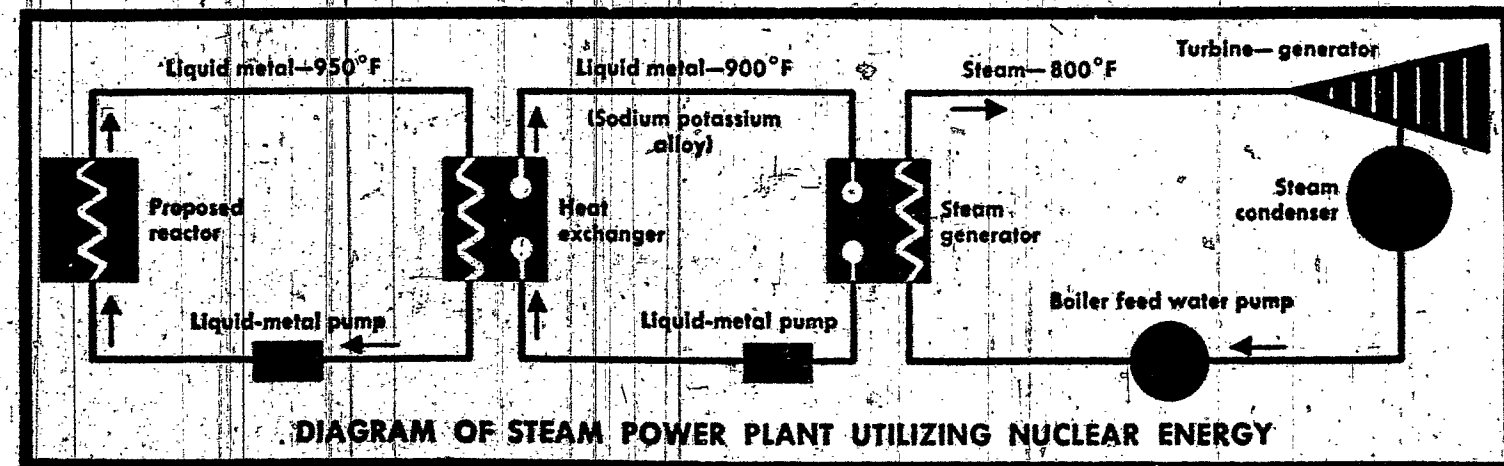 Liquid metal—950°F
Liquid metal—900°F
Steam—800°F
Turbine—generator
(Sodium potassium
alloy)
Proposed
reactor
Heat
exchanger
Steam
generator
Steam
condenser
Liquid-metal pump
Liquid-metal pump
Boiler feed water pump
DIAGRAM OF STEAM POWER PLANT UTILIZING NUCLEAR ENERGY